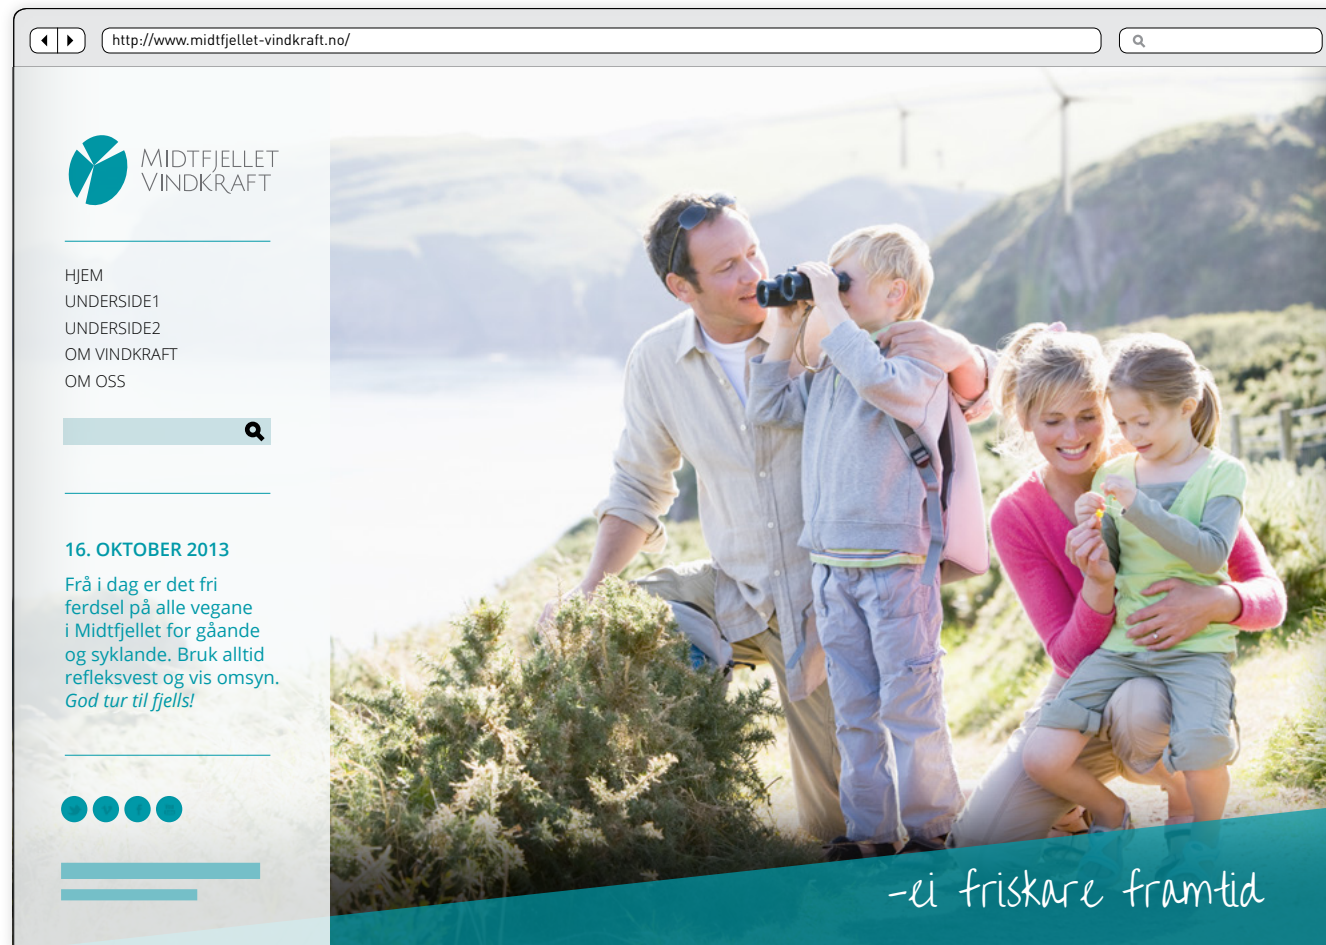 http://www.midtfjellet-vindkraft.no/
MIDTFJELLET
VINDKRAFT
HJEM
UNDERSIDE1
UNDERSIDE2
OM VINDKRAFT
OM OSS
16. OKTOBER 2013
Frå i dag er det fri
ferdsel på alle vegane
i Midtfjellet for gåande
og syklande. Bruk alltid
refleksvest og vis omsyn.
God tur til fjells!
-ei friskare framtid